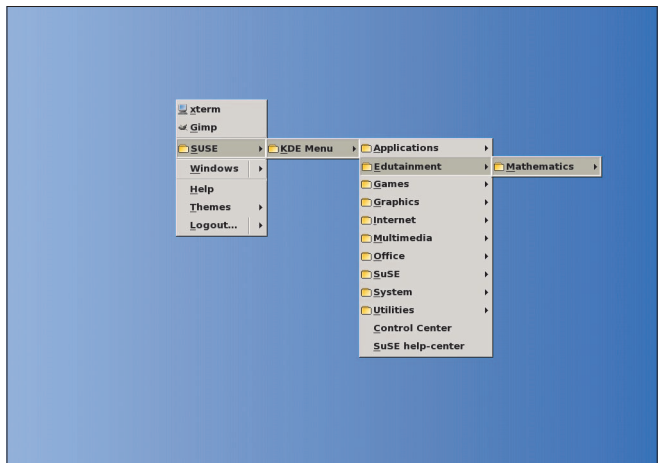 xterm
Gimp
SUSE
Windows
Help
Themes
Logout...
KDE Menu
Applications
Edutainment
Games
Graphics
Internet
Multimedia
Office
SuSE
System
Utilities
Control Center
SuSE help-center
Mathematics